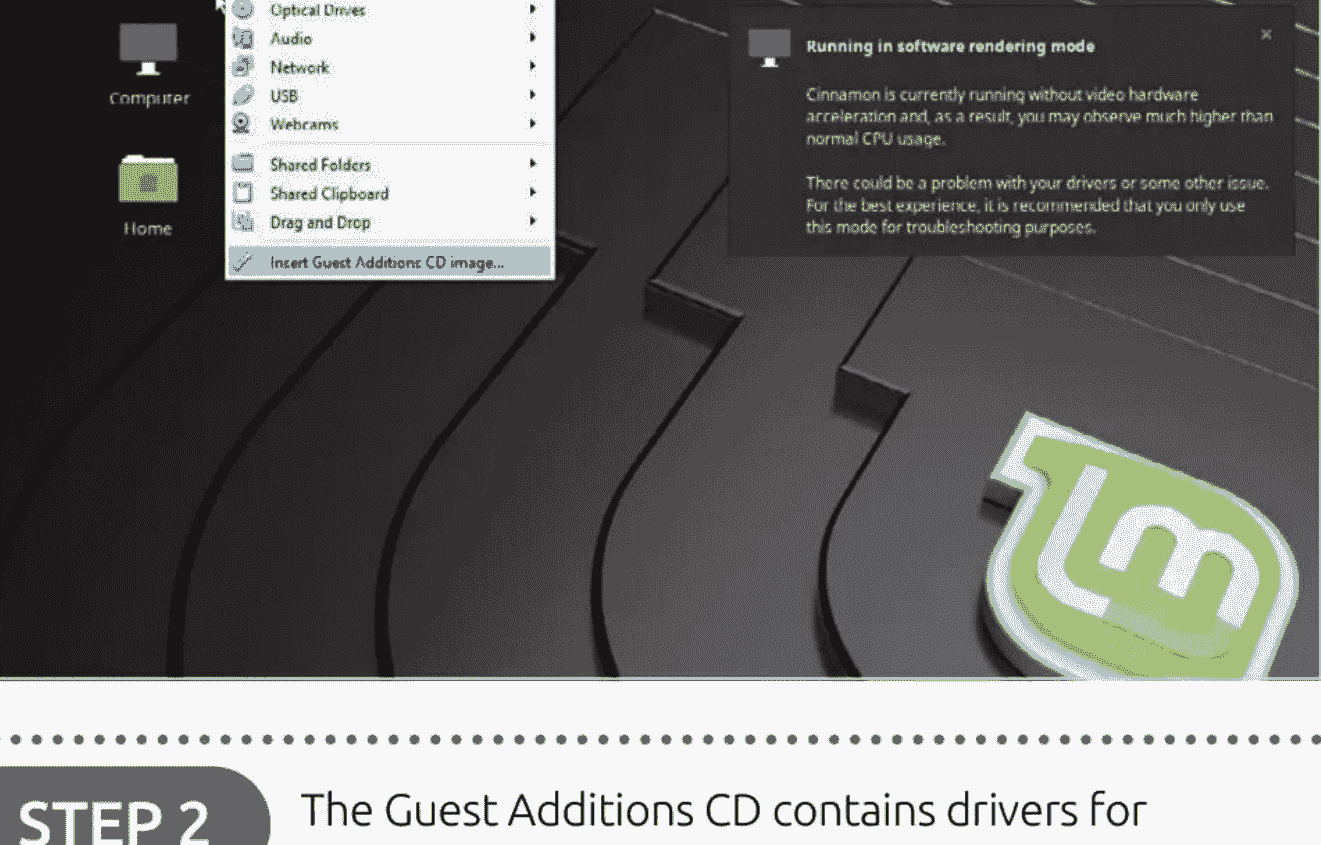 Optical Drives
Audio
Network
USB
Webcams
Shared Folders
Shared Clipboard
Drag and Drop
Insert Guest Additions CD image...
Computer
Home
Running in software rendering mode
Cinnamon is currently running without video hardware
acceleration and, as a result, you may observe much higher than
normal CPU usage.
There could be a problem with your drivers or some other issue.
For the best experience, it is recommended that you only use
this mode for troubleshooting purposes.
lm
STEP 2
The Guest Additions CD contains drivers for